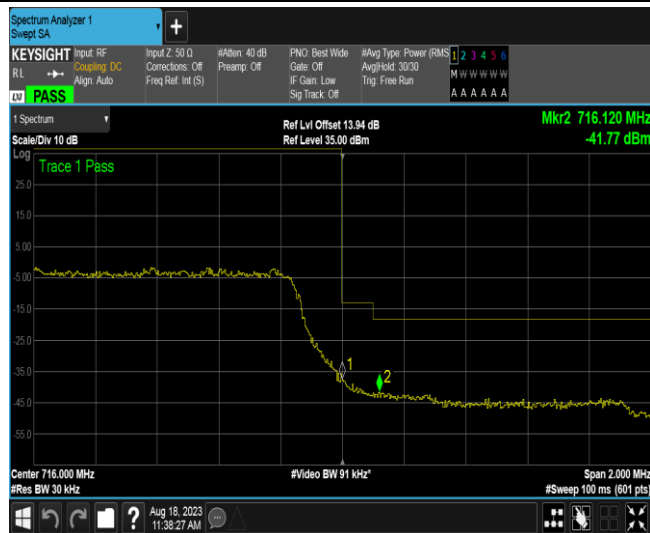 Spectrum Analyzer 1
Swept SA
+
KEYSIGHT
RL
LXI PASS
Input: RF
Coupling: DC
Align: Auto
Input Z: 50 Ω
Corrections: Off
Freq Ref: Int (S)
#Atten: 40 dB
Preamp: Off
PNO: Best Wide
Gate: Off
IF Gain: Low
Sig Track: Off
#Avg Type: Power (RMS
Avg|Hold: 30/30
Trig: Free Run
1 2 3 4 5 6
M W W W W W
A A A A A A
1 Spectrum
Scale/Div 10 dB
Ref Lvl Offset 13.94 dB
Ref Level 35.00 dBm
Mkr2 716.120 MHz
-41.77 dBm
Log
Trace 1 Pass
25.0
15.0
5.00
-5.00
-15.0
-25.0
-35.0
-45.0
-55.0
1
2
Center 716.000 MHz
#Res BW 30 kHz
#Video BW 91 kHz*
Span 2.000 MHz
#Sweep 100 ms (601 pts)
?
Aug 18, 2023
11:38:27 AM